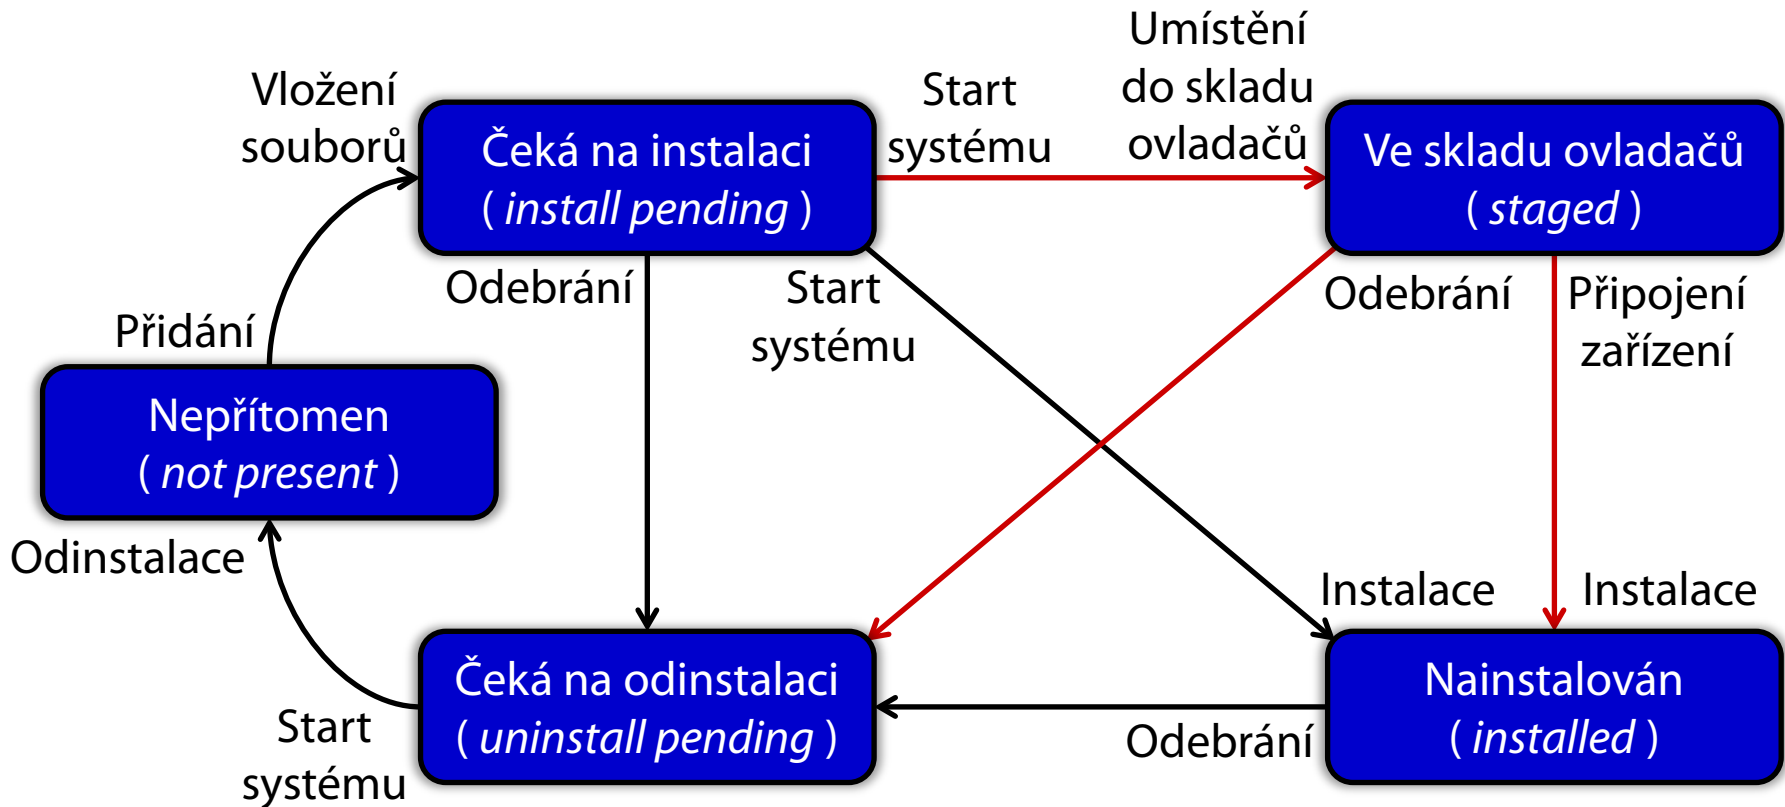 Vložení
souborů
Čeká na instalaci
( install pending )
Start
systému
Umístění
do skladu
ovladačů
Ve skladu ovladačů
( staged )
Odebrání
Start
systému
Odebrání
Připojení
zařízení
Přidání
Nepřítomen
( not present )
Odinstalace
Instalace
Instalace
Čeká na odinstalaci
( uninstall pending )
Nainstalován
( installed )
Start
systému
Odebrání